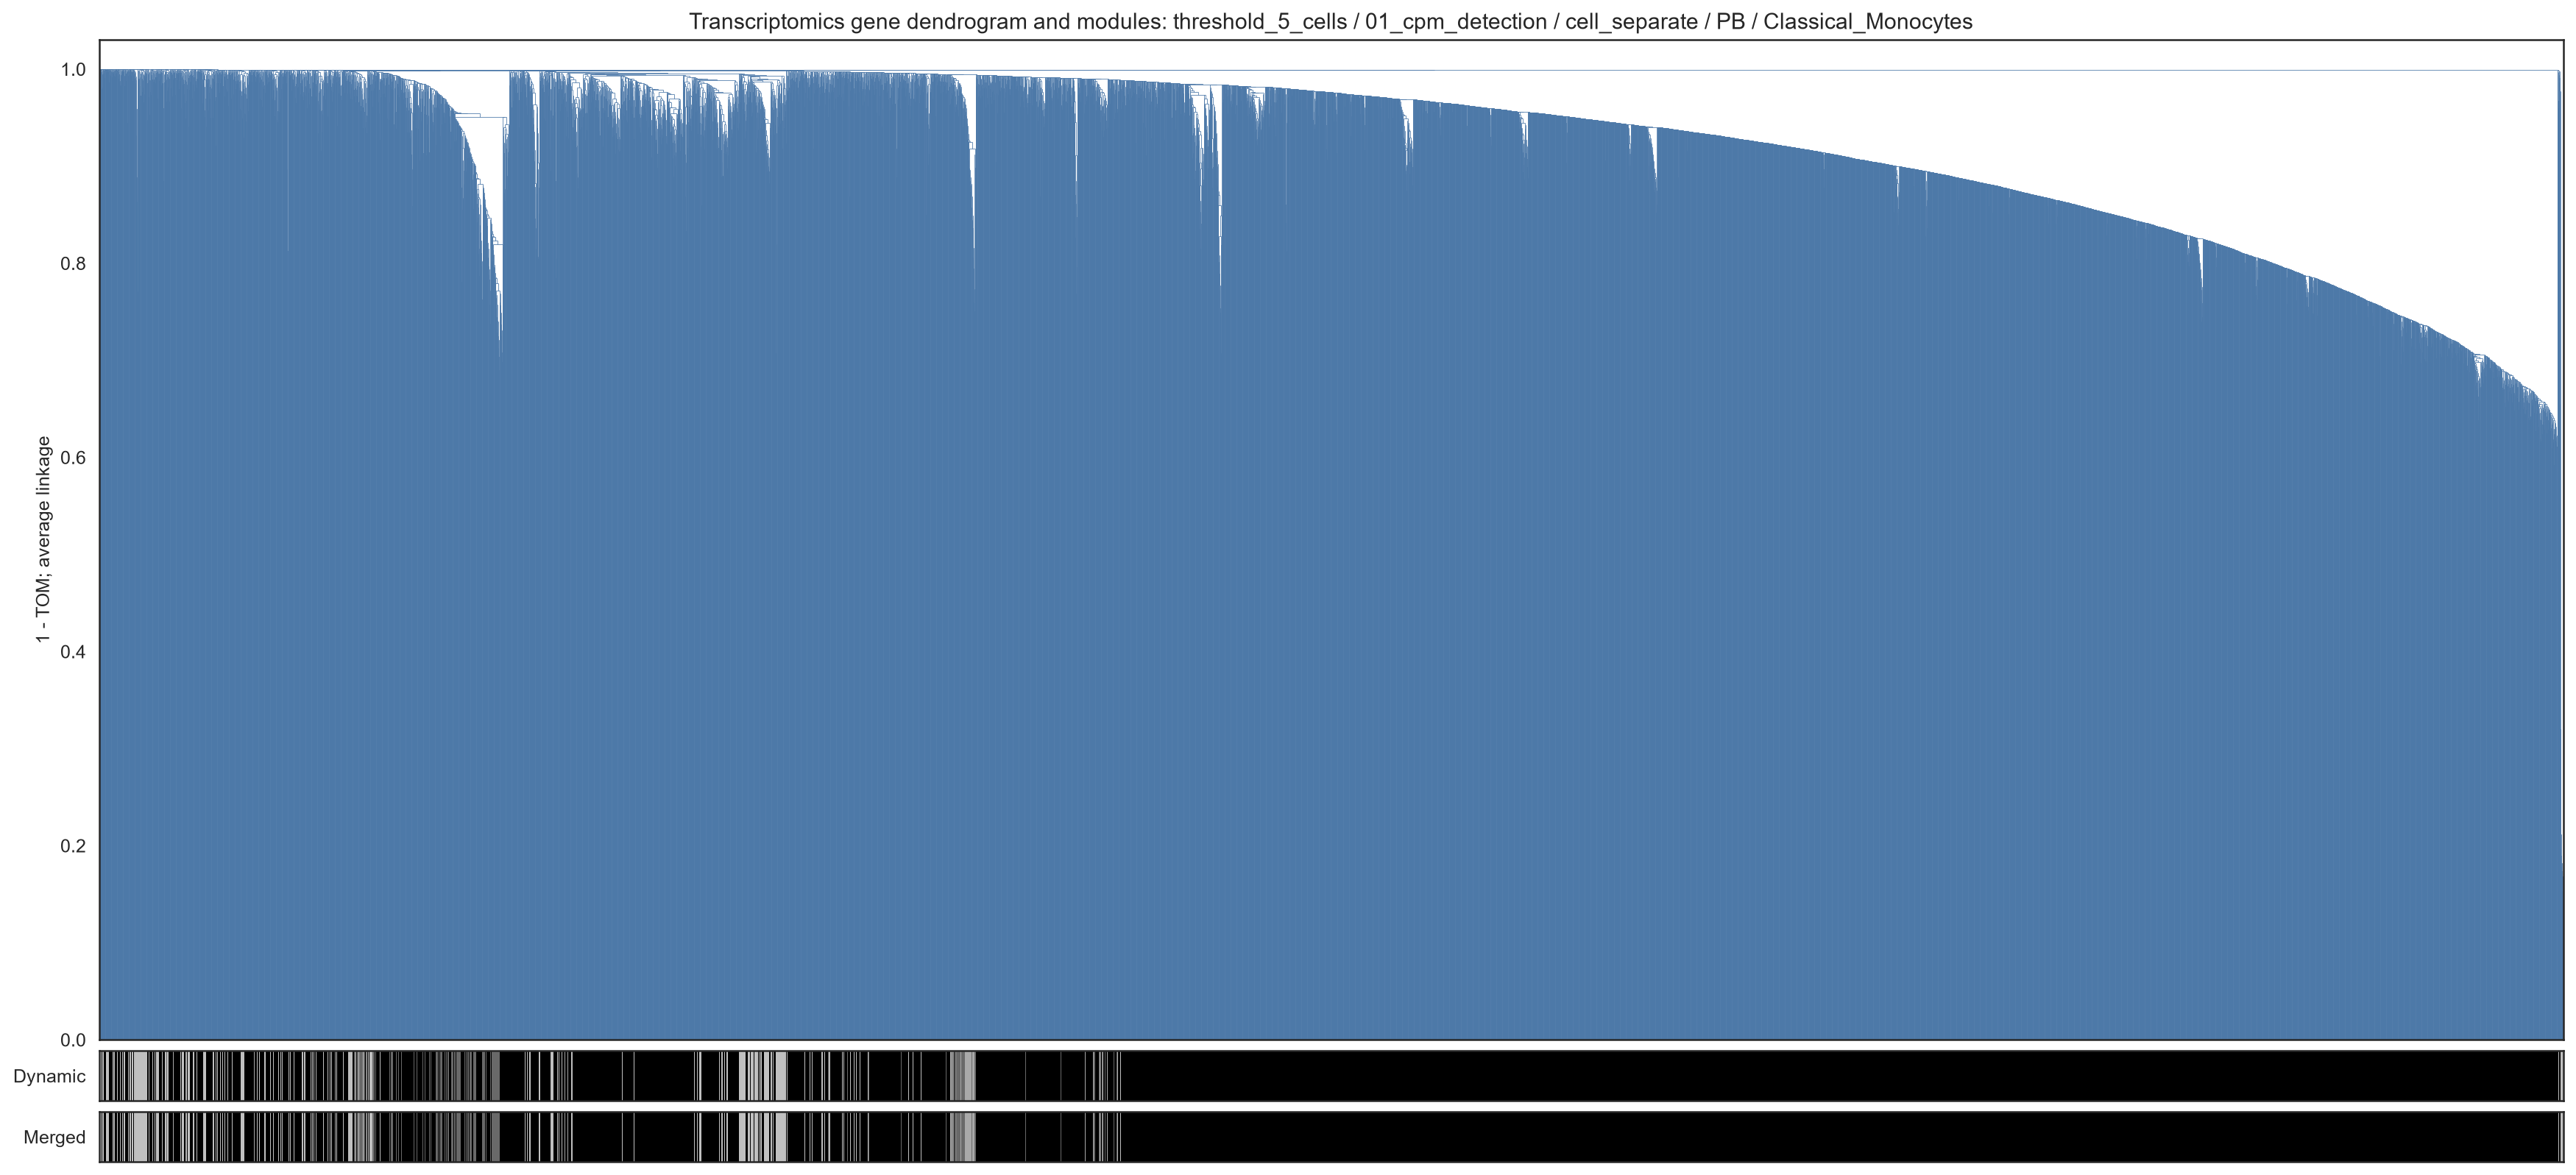 Transcriptomics gene dendrogram and modules: threshold_5_cells / 01_cpm_detection / cell_separate / PB / Classical_Monocytes
1.0
0.8
0.6
0.4
0.2
0.0
1 - TOM; average linkage
Dynamic
Merged